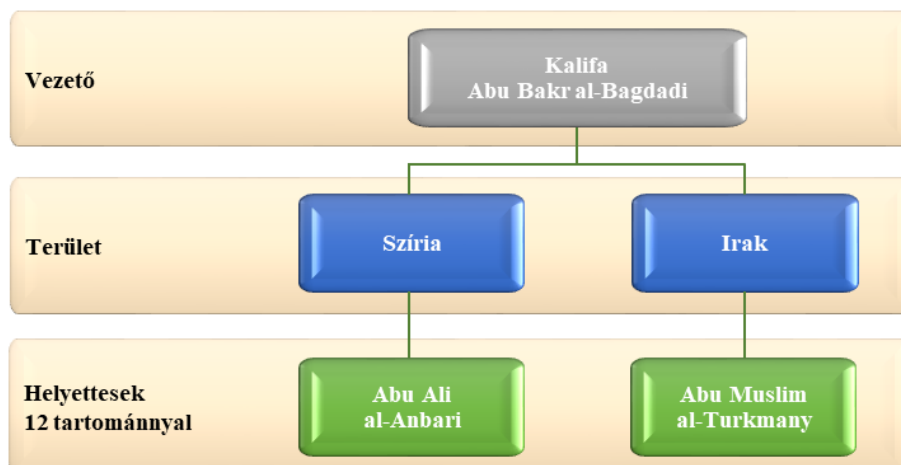 Vezető
Kalifa
Abu Bakr al-Bagdadi
Terület
Szíria
Irak
Helyettesek
12 tartománnyal
Abu Ali
al-Anbari
Abu Muslim
al-Turkmany